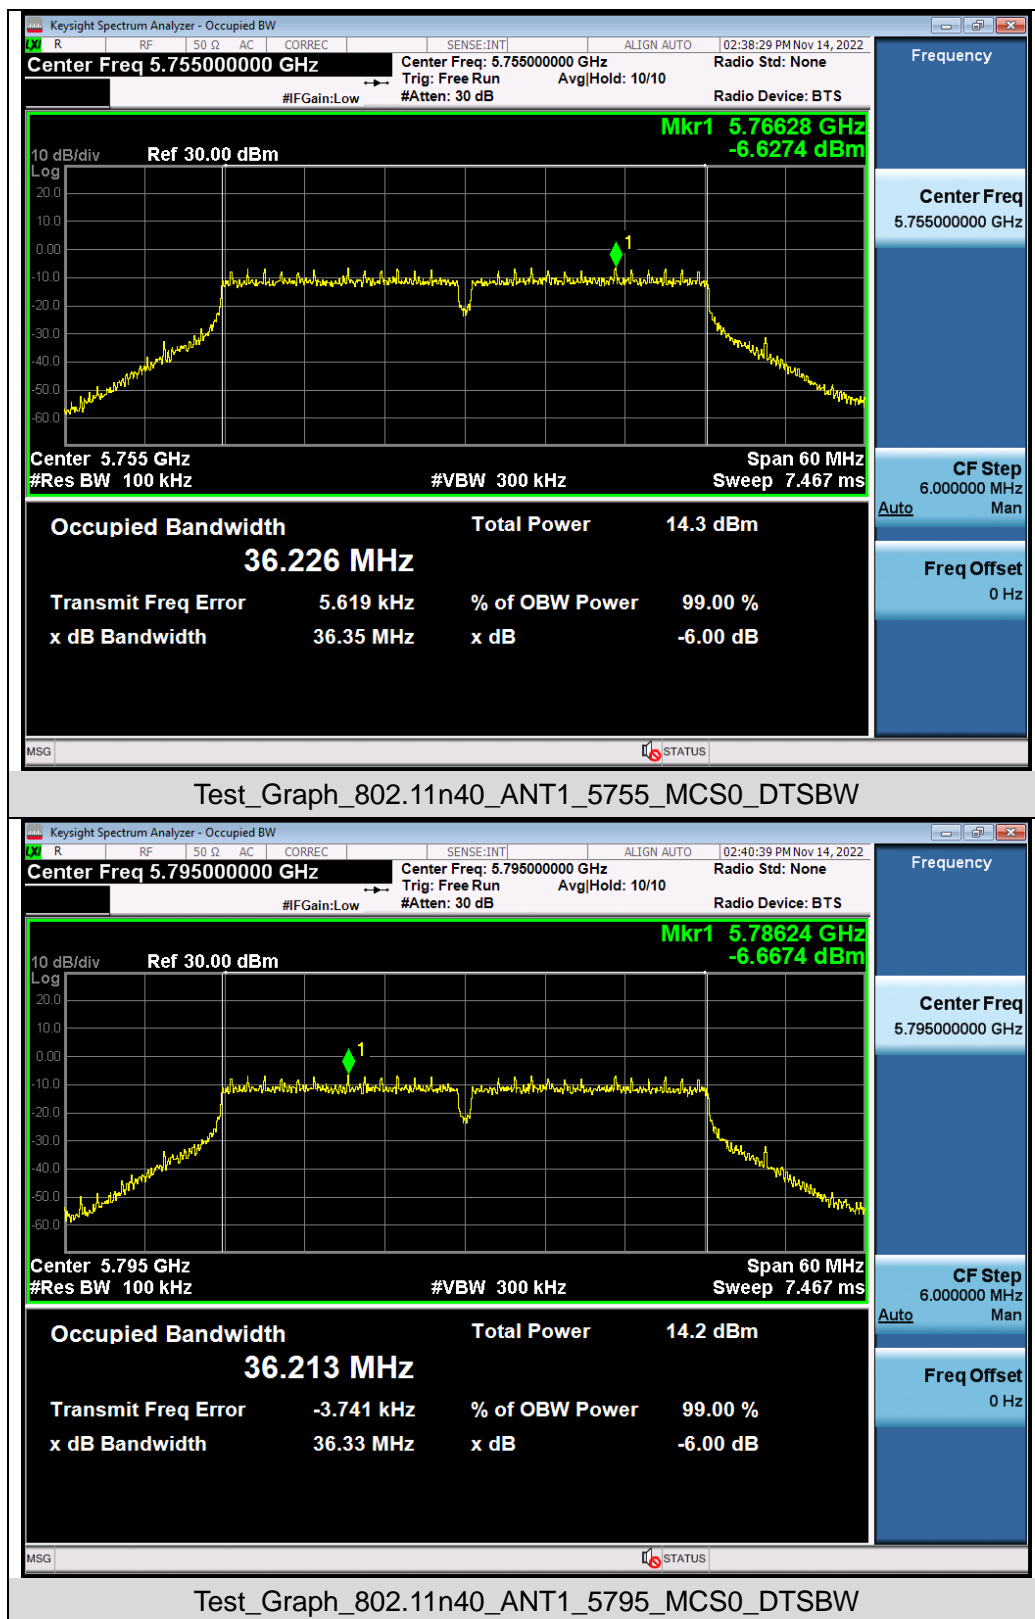 Keysight Spectrum Analyzer - Occupied BW
LXI R RF 50 Ω AC CORREC SENSE:INT ALIGN AUTO 02:38:29 PM Nov 14, 2022
Center Freq 5.755000000 GHz
Center Freq: 5.755000000 GHz Radio Std: None
Trig: Free Run Avg|Hold: 10/10
#IFGain:Low #Atten: 30 dB Radio Device: BTS
Frequency
Mkr1 5.76628 GHz
-6.6274 dBm
10 dB/div Ref 30.00 dBm
Log
20.0
10.0
0.00
-10.0
-20.0
-30.0
-40.0
-50.0
-60.0
1
Center 5.755 GHz Span 60 MHz
#Res BW 100 kHz #VBW 300 kHz Sweep 7.467 ms
Center Freq
5.755000000 GHz
CF Step
6.000000 MHz
Auto Man
Freq Offset
0 Hz
Occupied Bandwidth Total Power 14.3 dBm
36.226 MHz
Transmit Freq Error 5.619 kHz % of OBW Power 99.00 %
x dB Bandwidth 36.35 MHz x dB -6.00 dB
MSG STATUS
Test_Graph_802.11n40_ANT1_5755_MCS0_DTSBW
Keysight Spectrum Analyzer - Occupied BW
LXI R RF 50 Ω AC CORREC SENSE:INT ALIGN AUTO 02:40:39 PM Nov 14, 2022
Center Freq 5.795000000 GHz
Center Freq: 5.795000000 GHz Radio Std: None
Trig: Free Run Avg|Hold: 10/10
#IFGain:Low #Atten: 30 dB Radio Device: BTS
Frequency
Mkr1 5.78624 GHz
-6.6674 dBm
10 dB/div Ref 30.00 dBm
Log
20.0
10.0
0.00
-10.0
-20.0
-30.0
-40.0
-50.0
-60.0
1
Center 5.795 GHz Span 60 MHz
#Res BW 100 kHz #VBW 300 kHz Sweep 7.467 ms
Center Freq
5.795000000 GHz
CF Step
6.000000 MHz
Auto Man
Freq Offset
0 Hz
Occupied Bandwidth Total Power 14.2 dBm
36.213 MHz
Transmit Freq Error -3.741 kHz % of OBW Power 99.00 %
x dB Bandwidth 36.33 MHz x dB -6.00 dB
MSG STATUS
Test_Graph_802.11n40_ANT1_5795_MCS0_DTSBW